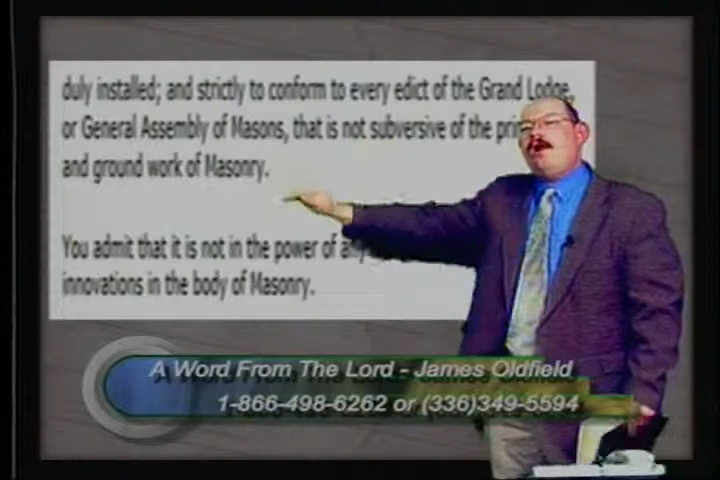 duly installed; and strictly to conform to every edict of the Grand Lodge,
or General Assembly of Masons, that is not subversive of the
and ground work of Masonry.
You admit that it is not in the power of
innovations in the body of Masonry.
A Word From The Lord - James Oldfield
1-866-498-6262 or (336)349-5594